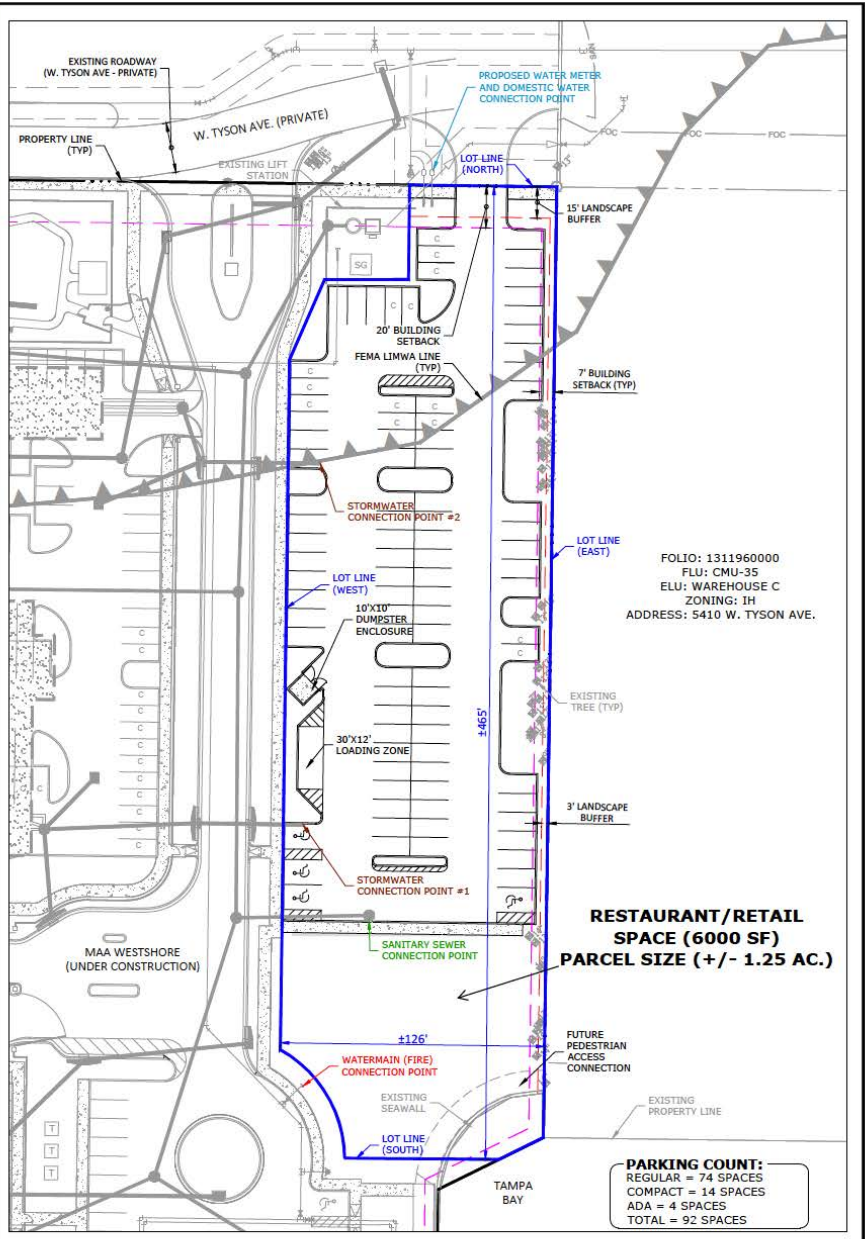 EXISTING ROADWAY
(W. TYSON AVE - PRIVATE)
PROPERTY LINE
(TYP)
W. TYSON AVE. (PRIVATE)
EXISTING LIFT
STATION
PROPOSED WATER METER
AND DOMESTIC WATER
CONNECTION POINT
LOT LINE
(NORTH)
FOC
FOC
FOC
15' LANDSCAPE
BUFFER
SG
C
C
C
C
C
20' BUILDING
SETBACK
FEMA LIMWA LINE
(TYP)
7' BUILDING
SETBACK (TYP)
C
C
C
C
C
C
C
C
STORMWATER
CONNECTION POINT #2
LOT LINE
(EAST)
FOLIO: 1311960000
FLU: CMU-35
ELU: WAREHOUSE C
ZONING: IH
ADDRESS: 5410 W. TYSON AVE.
LOT LINE
(WEST)
10'X10'
DUMPSTER
ENCLOSURE
C
C
C
C
C
C
C
C
C
C
C
EXISTING
TREE (TYP)
±465'
30'X12'
LOADING ZONE
3' LANDSCAPE
BUFFER
STORMWATER
CONNECTION POINT #1
RESTAURANT/RETAIL
SPACE (6000 SF)
PARCEL SIZE (+/- 1.25 AC.)
SANITARY SEWER
CONNECTION POINT
MAA WESTSHORE
(UNDER CONSTRUCTION)
±126'
FUTURE
PEDESTRIAN
ACCESS
CONNECTION
WATERMAIN (FIRE)
CONNECTION POINT
EXISTING
SEAWALL
EXISTING
PROPERTY LINE
T
T
T
LOT LINE
(SOUTH)
TAMPA
BAY
PARKING COUNT:
REGULAR = 74 SPACES
COMPACT = 14 SPACES
ADA = 4 SPACES
TOTAL = 92 SPACES